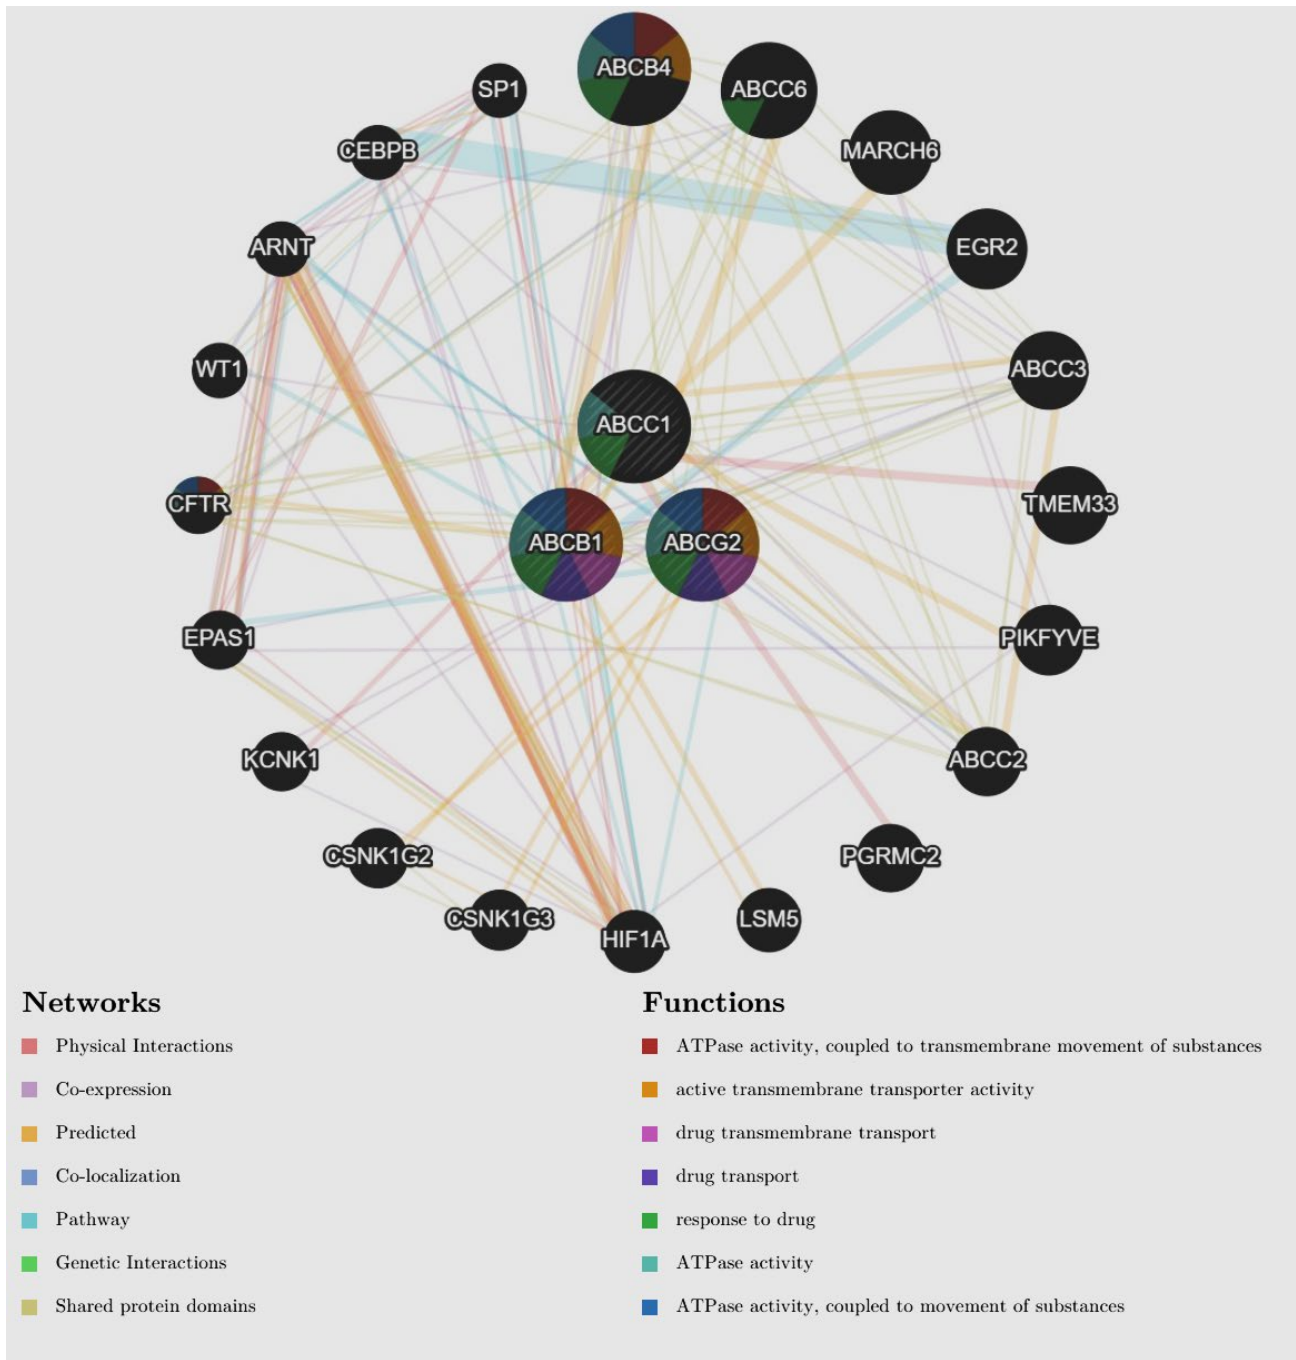 ABCB4
ABCC6
SP1
MARCH6
CEBPB
EGR2
ARNT
ABCC3
WT1
ABCC1
TMEM33
CFTR
ABCB1
ABCG2
PIKFYVE
EPAS1
ABCC2
KCNK1
PGRMC2
CSNK1G2
LSM5
CSNK1G3
HIF1A
Networks
Physical Interactions
Co-expression
Predicted
Co-localization
Pathway
Genetic Interactions
Shared protein domains
Functions
ATPase activity, coupled to transmembrane movement of substances
active transmembrane transporter activity
drug transmembrane transport
drug transport
response to drug
ATPase activity
ATPase activity, coupled to movement of substances